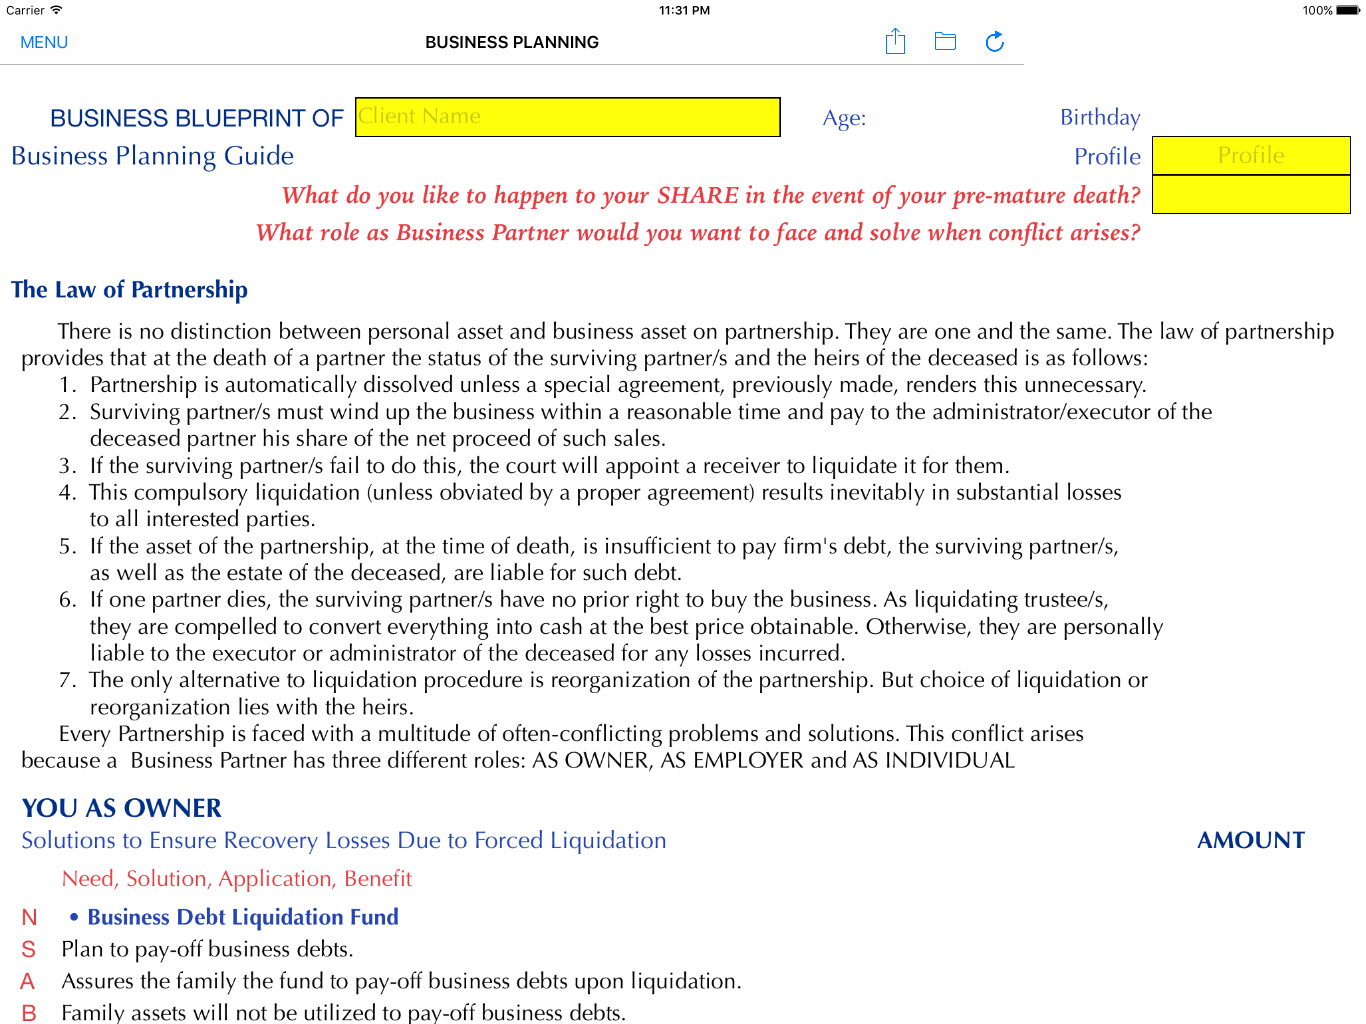 Carrier 11:31 PM 100%
MENU BUSINESS PLANNING
BUSINESS BLUEPRINT OF Client Name Age: Birthday
Business Planning Guide Profile Profile
What do you like to happen to your SHARE in the event of your pre-mature death?
What role as Business Partner would you want to face and solve when conflict arises?
The Law of Partnership
There is no distinction between personal asset and business asset on partnership. They are one and the same. The law of partnership
provides that at the death of a partner the status of the surviving partner/s and the heirs of the deceased is as follows:
1. Partnership is automatically dissolved unless a special agreement, previously made, renders this unnecessary.
2. Surviving partner/s must wind up the business within a reasonable time and pay to the administrator/executor of the
deceased partner his share of the net proceed of such sales.
3. If the surviving partner/s fail to do this, the court will appoint a receiver to liquidate it for them.
4. This compulsory liquidation (unless obviated by a proper agreement) results inevitably in substantial losses
to all interested parties.
5. If the asset of the partnership, at the time of death, is insufficient to pay firm's debt, the surviving partner/s,
as well as the estate of the deceased, are liable for such debt.
6. If one partner dies, the surviving partner/s have no prior right to buy the business. As liquidating trustee/s,
they are compelled to convert everything into cash at the best price obtainable. Otherwise, they are personally
liable to the executor or administrator of the deceased for any losses incurred.
7. The only alternative to liquidation procedure is reorganization of the partnership. But choice of liquidation or
reorganization lies with the heirs.
Every Partnership is faced with a multitude of often-conflicting problems and solutions. This conflict arises
because a Business Partner has three different roles: AS OWNER, AS EMPLOYER and AS INDIVIDUAL
YOU AS OWNER
Solutions to Ensure Recovery Losses Due to Forced Liquidation AMOUNT
Need, Solution, Application, Benefit
N • Business Debt Liquidation Fund
S Plan to pay-off business debts.
A Assures the family the fund to pay-off business debts upon liquidation.
B Family assets will not be utilized to pay-off business debts.